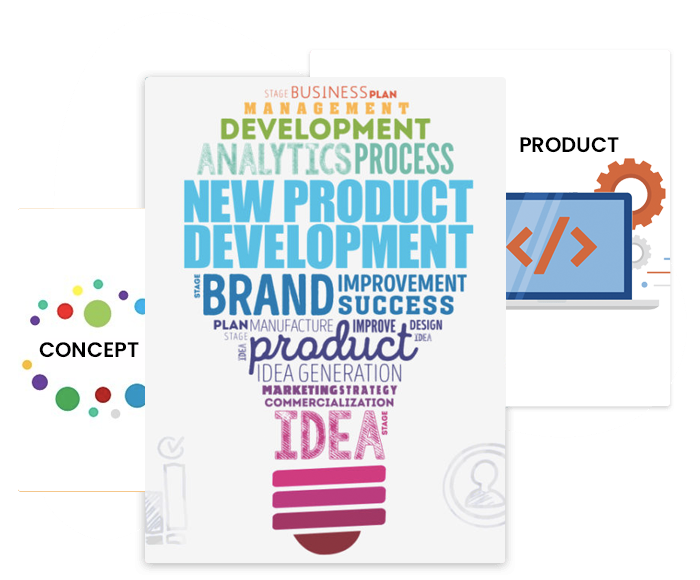 STAGE BUSINESS PLAN
MANAGEMENT
DEVELOPMENT
ANALYTICS PROCESS
NEW PRODUCT
DEVELOPMENT
STAGE BRAND IMPROVEMENT
SUCCESS
PLAN MANUFACTURE IMPROVE DESIGN
STAGE IDEA product IDEA
IDEA GENERATION
MARKETING STRATEGY
COMMERCIALIZATION
IDEA STAGE
CONCEPT
PRODUCT
</>